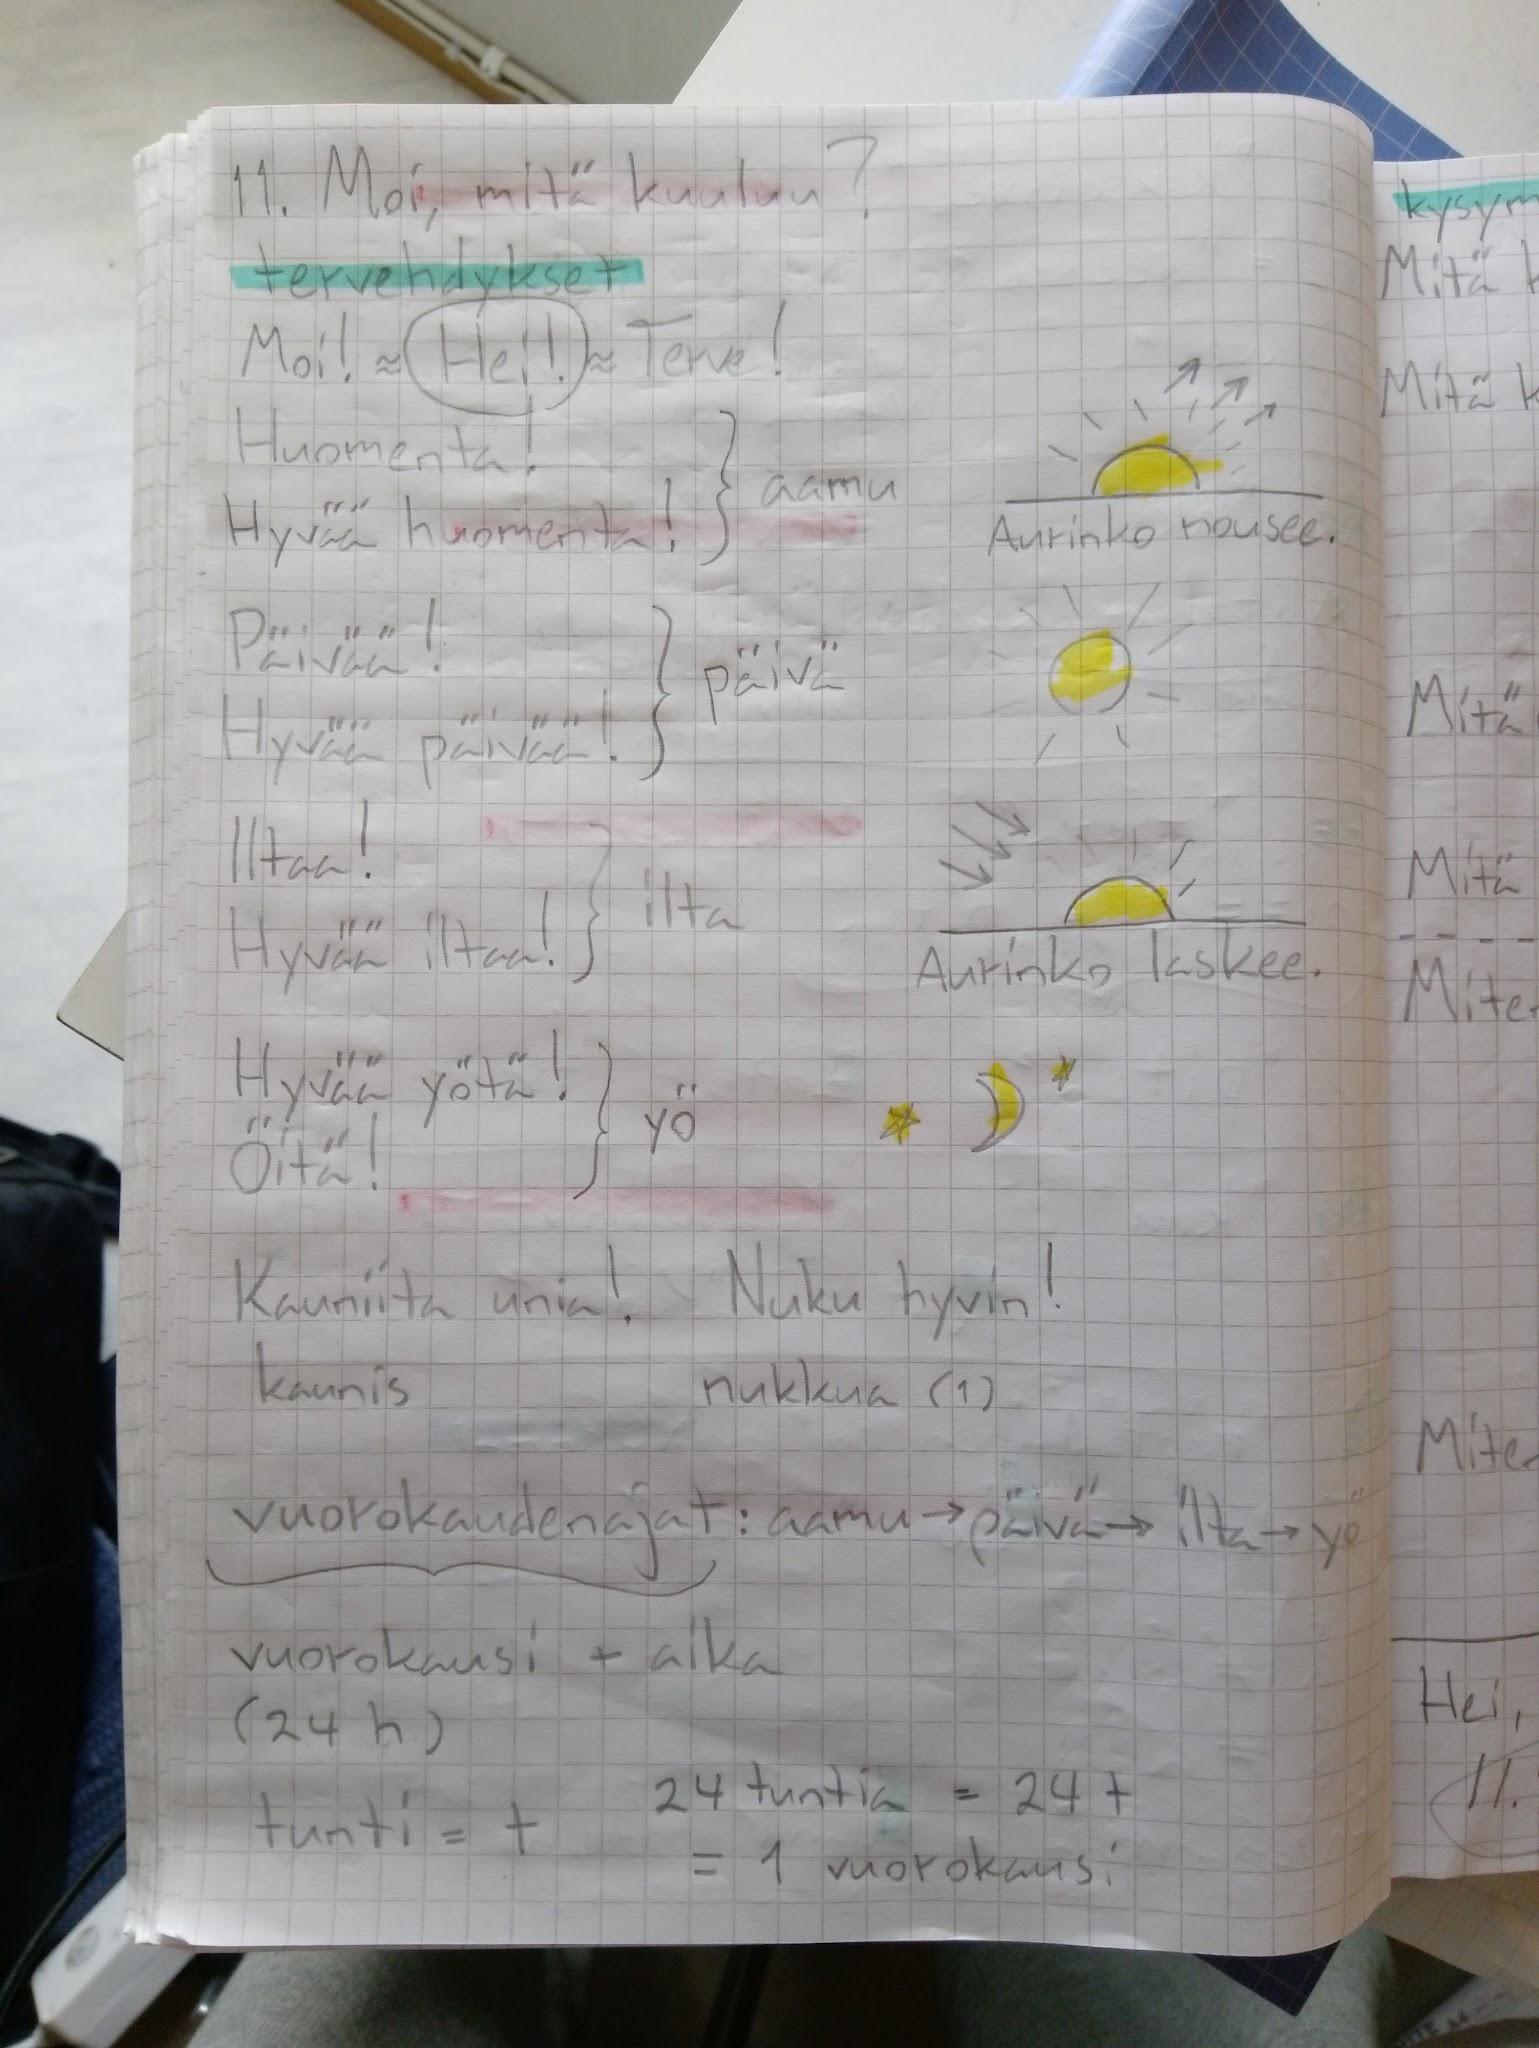 11. Moi, mitä kuuluu?
tervehdykset
Moi! ≈ Hei! ≈ Terve!
Huomenta!
Hyvää huomenta! } aamu
Aurinko nousee.
Päivää!
Hyvää päivää! } päivä
Iltaa!
Hyvää iltaa! } ilta
Aurinko laskee.
Hyvää yötä!
Öitä! } yö
Kauniita unia! Nuku hyvin!
kaunis nukkua (1)
vuorokaudenajat: aamu → päivä → ilta → yö
vuorokausi + aika
(24 h)
tunti = t 24 tuntia = 24 t
= 1 vuorokausi
kysym
Mitä k
Mitä k
Mitä
Mitä
Miten
Miten
Hei,
11.